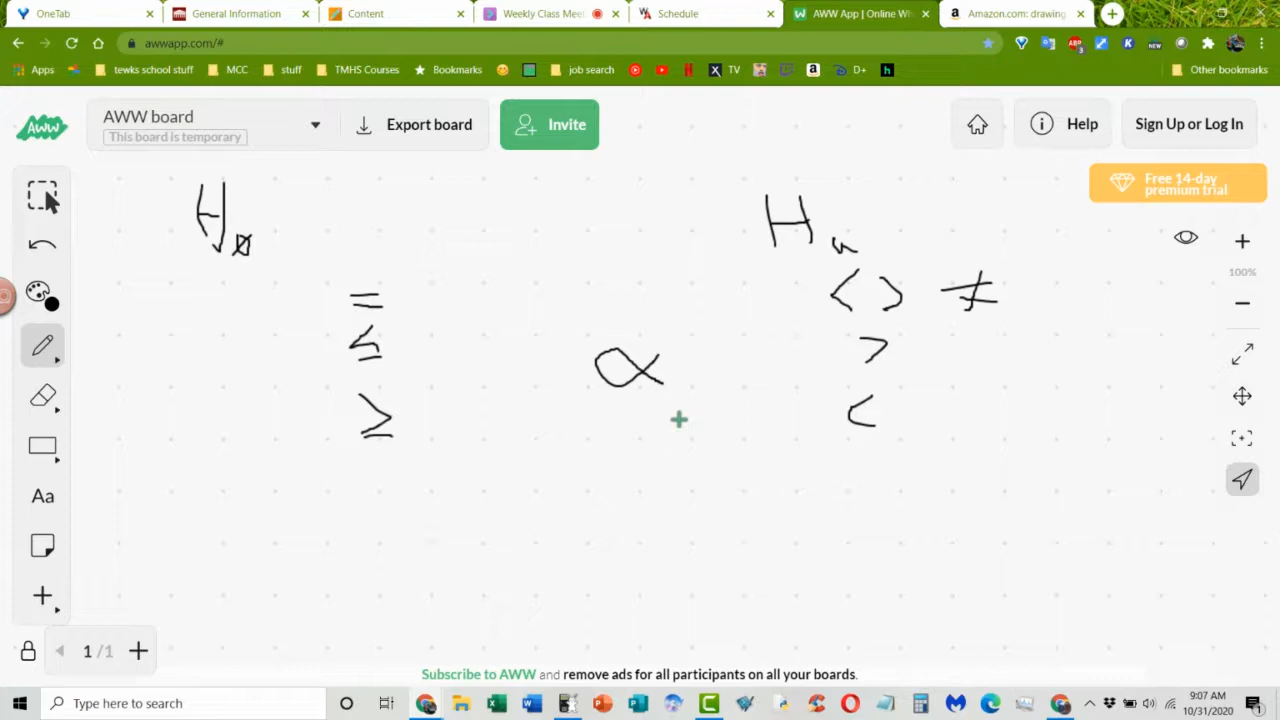 OneTab
General Information
Content
Weekly Class Mee
Schedule
AWW App | Online Wh
Amazon.com: drawing
awwapp.com/#
Apps
tewks school stuff
MCC
stuff
TMHS Courses
Bookmarks
job search
TV
D+
Other bookmarks
AWW
AWW board
This board is temporary
Export board
Invite
Help
Sign Up or Log In
Free 14-day
premium trial
H₀ Hₐ
= < > ≠
≤ >
α
≥ <
100%
Aa
1 / 1
Subscribe to AWW and remove ads for all participants on all your boards.
Type here to search
9:07 AM
10/31/2020